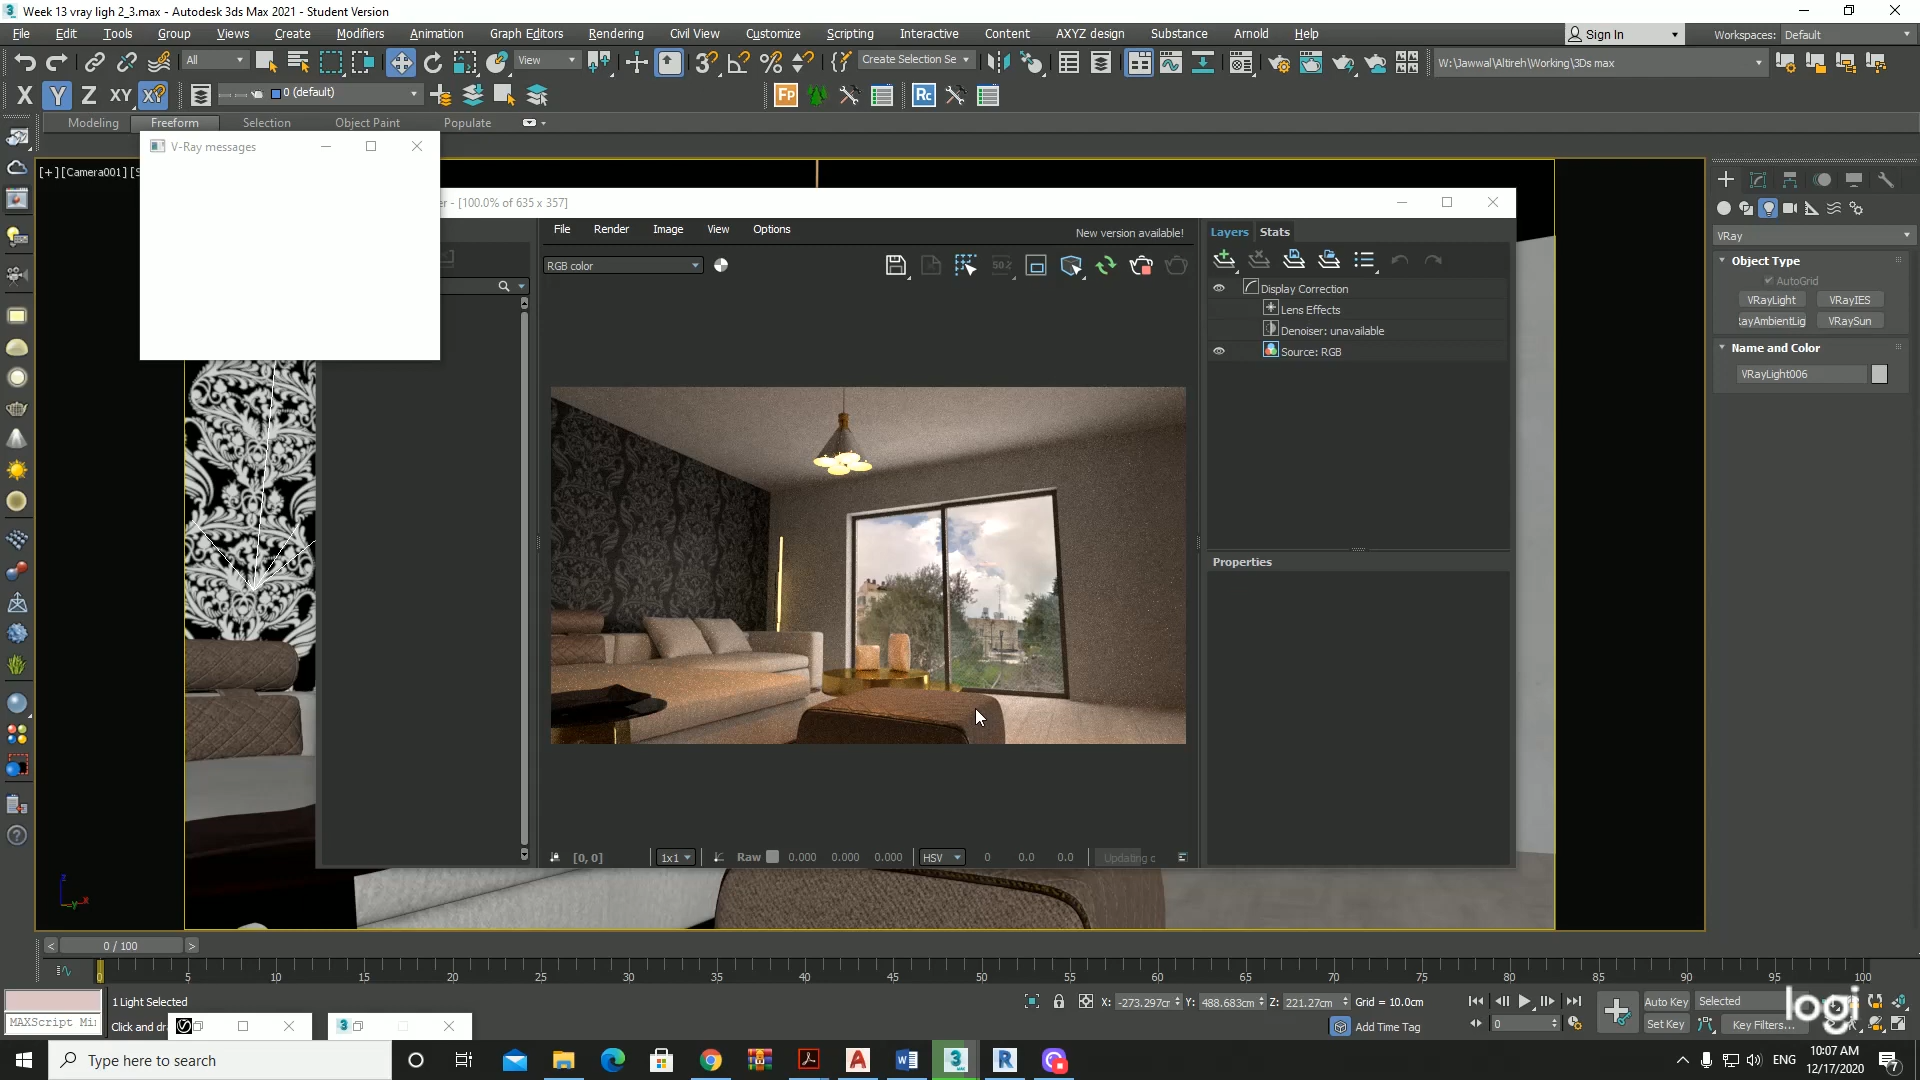 Week 13 vray ligh 2_3.max - Autodesk 3ds Max 2021 - Student Version
File Edit Tools Group Views Create Modifiers Animation Graph Editors Rendering Civil View Customize Scripting Interactive Content AXYZ design Substance Arnold Help
Sign In
Workspaces: Default
All
View
Create Selection Se
W:\Jawwal\Altireh\Working\3Ds max
X Y Z XY
0 (default)
Fp
Rc
Modeling Freeform Selection Object Paint Populate
V-Ray messages
[+][Camera001]
- [100.0% of 635 x 357]
File Render Image View Options
New version available!
RGB color
Layers Stats
Display Correction
Lens Effects
Denoiser: unavailable
Source: RGB
Properties
VRay
Object Type
AutoGrid
VRayLight VRayIES
RayAmbientLig VRaySun
Name and Color
VRayLight006
[0, 0] 1x1 Raw 0.000 0.000 0.000 HSV 0 0.0 0.0 Updating c
0 / 100
0 5 10 15 20 25 30 35 40 45 50 55 60 65 70 75 80 85 90 95 100
1 Light Selected
X: -273.297cr Y: 488.683cm Z: 221.27cm Grid = 10.0cm
Auto Key Selected
MAXScript Mi
Click and dr
Add Time Tag
0
Set Key Key Filters...
logi
Type here to search
ENG
10:07 AM
12/17/2020
7